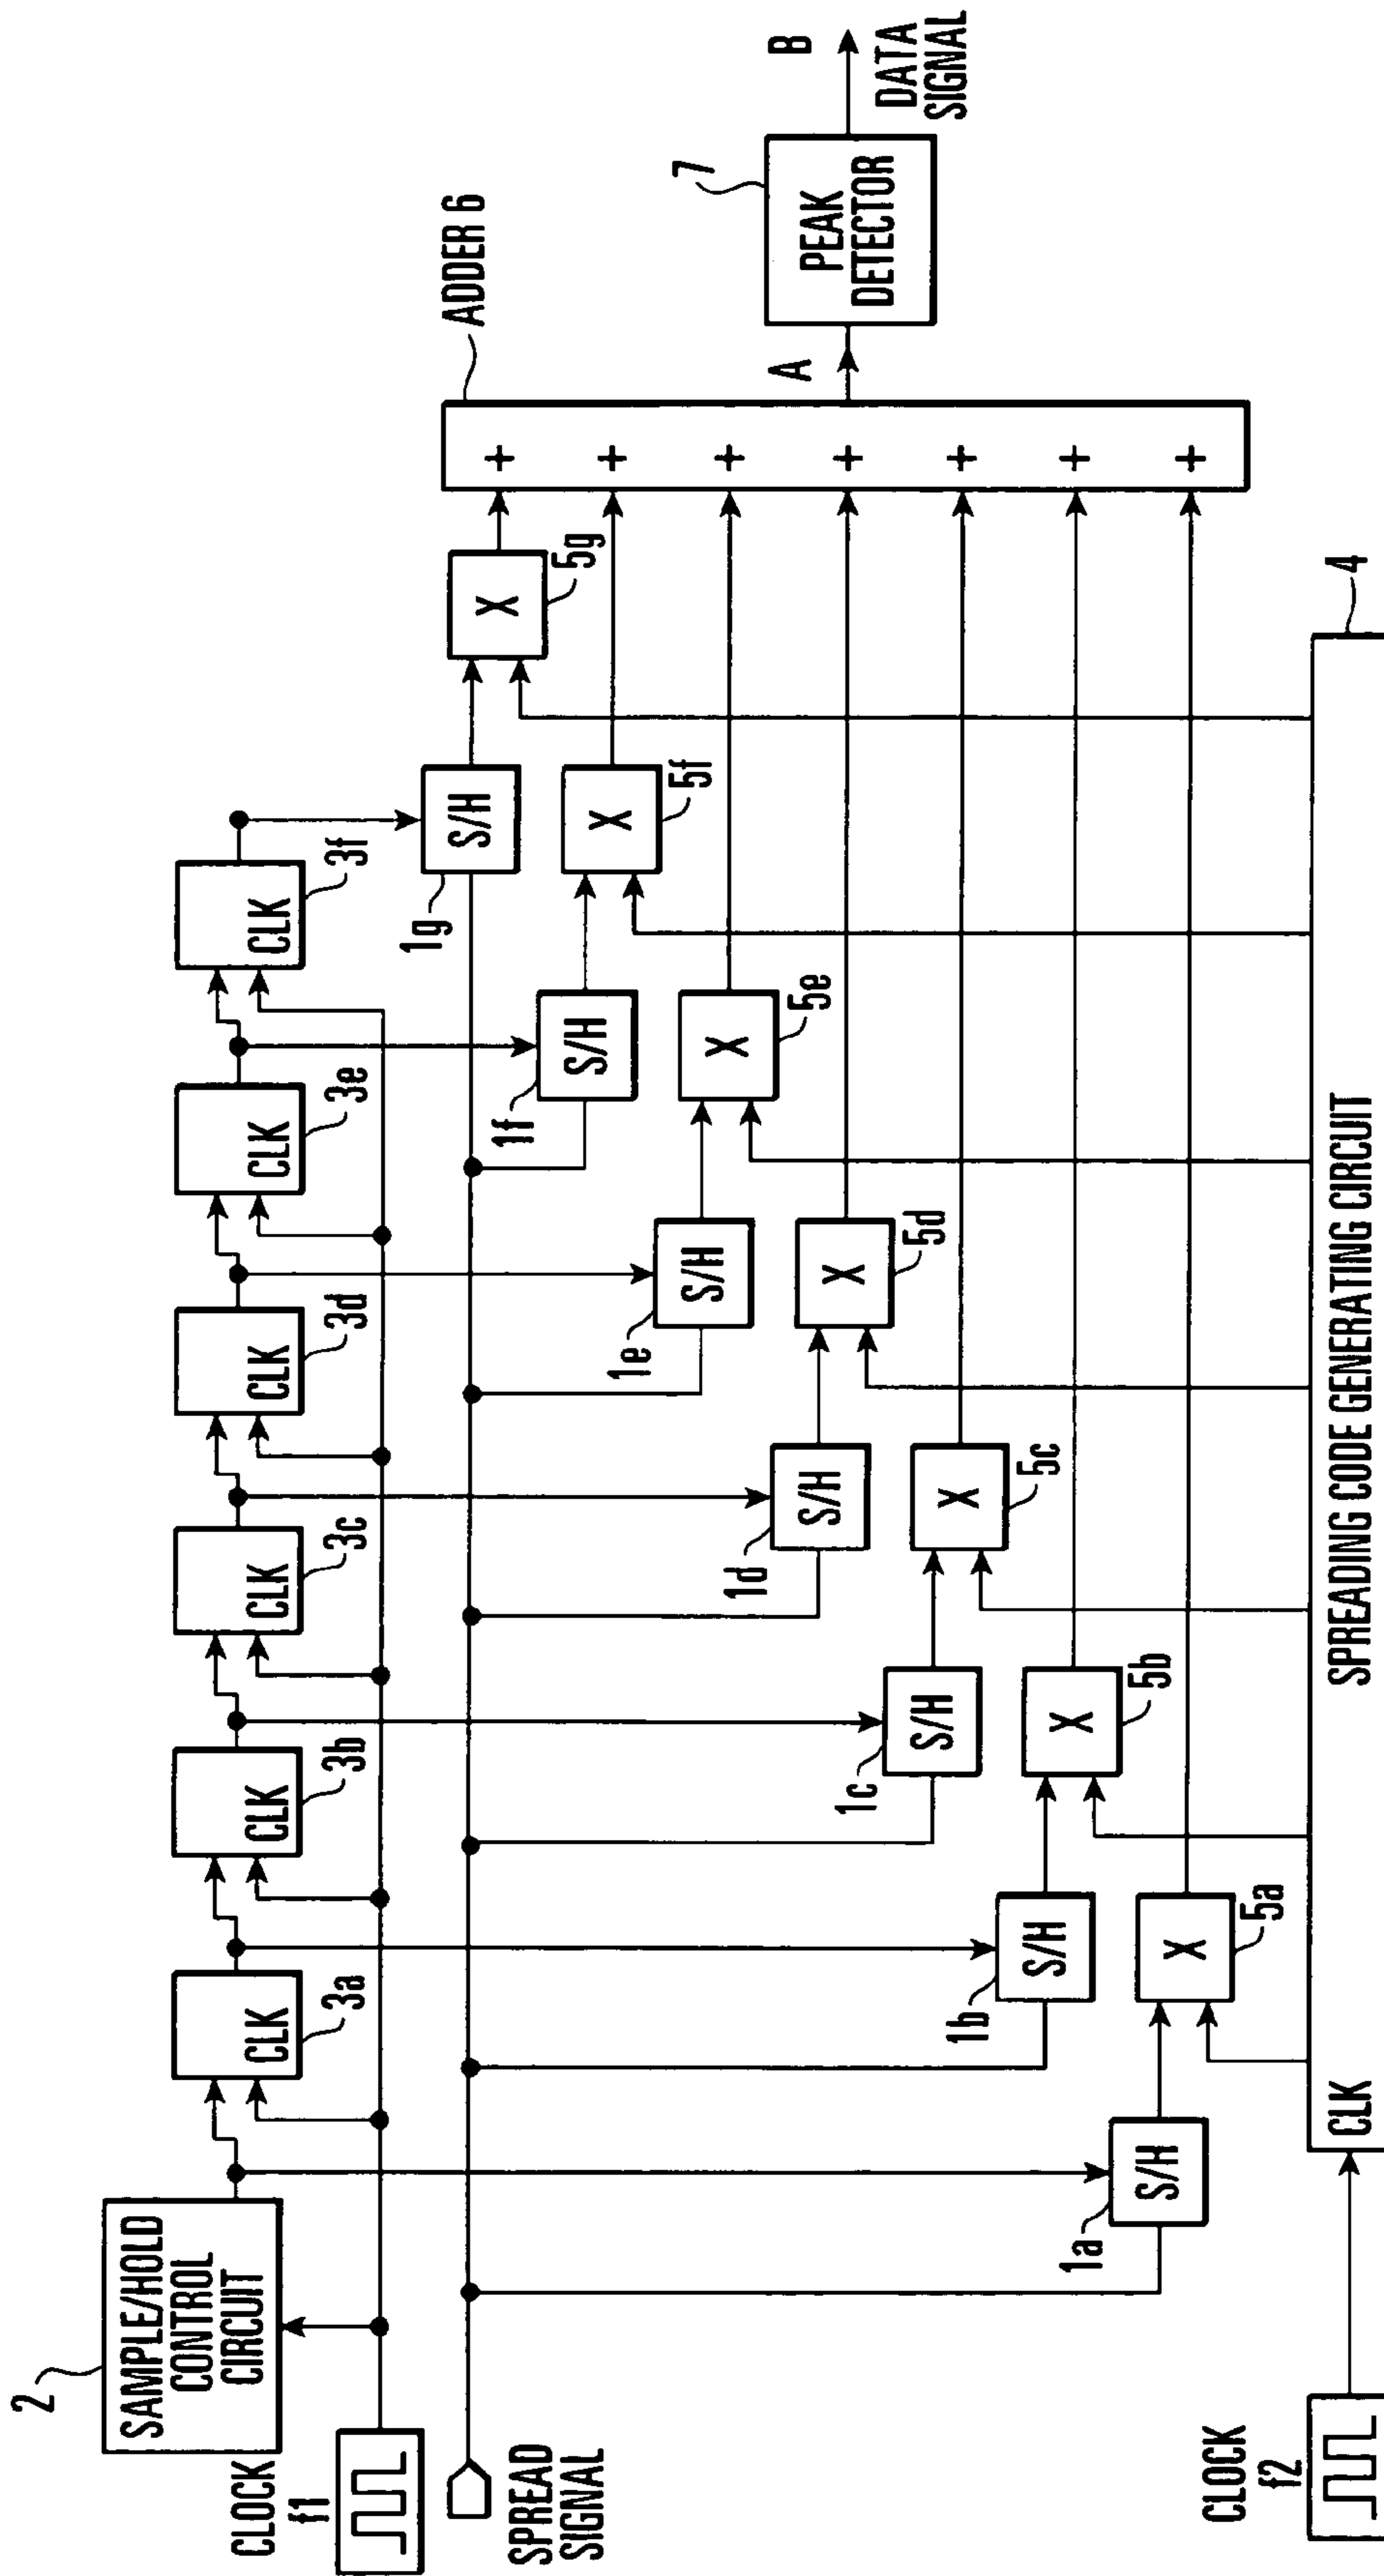 2
SAMPLE/HOLD
CONTROL
CIRCUIT
CLOCK
f1
SPREAD
SIGNAL
CLK
3a
CLK
3b
CLK
3c
CLK
3d
CLK
3e
CLK
3f
1a
S/H
1b
S/H
1c
S/H
1d
S/H
1e
S/H
1f
S/H
1g
S/H
X
5a
X
5b
X
5c
X
5d
X
5e
X
5f
X
5g
ADDER 6
+
+
+
+
+
+
+
A
7
PEAK
DETECTOR
B
DATA
SIGNAL
CLOCK
f2
CLK
SPREADING CODE GENERATING CIRCUIT
4